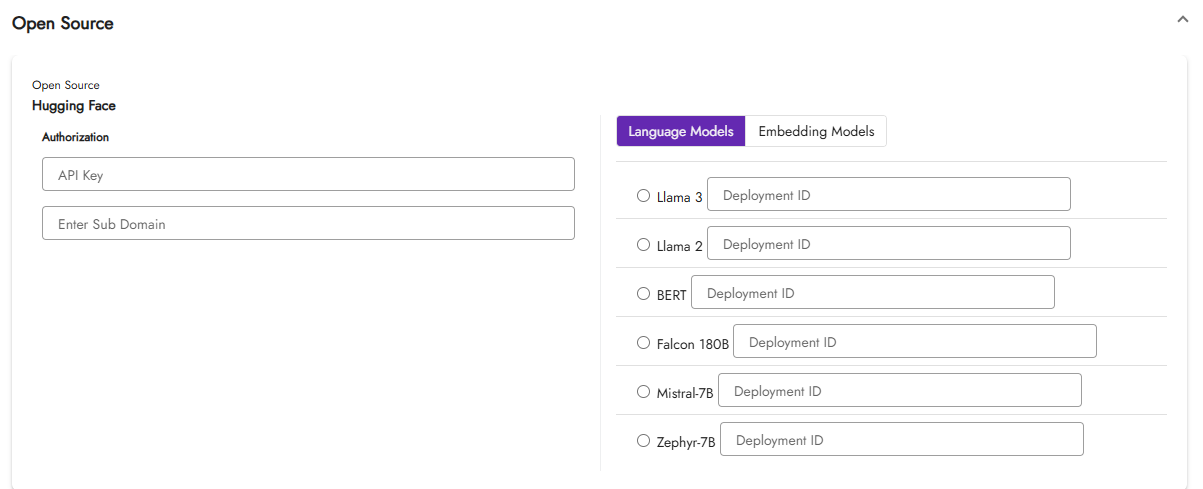 Open Source
Open Source
Hugging Face
Authorization
API Key
Enter Sub Domain
Language Models Embedding Models
Llama 3 Deployment ID
Llama 2 Deployment ID
BERT Deployment ID
Falcon 180B Deployment ID
Mistral-7B Deployment ID
Zephyr-7B Deployment ID